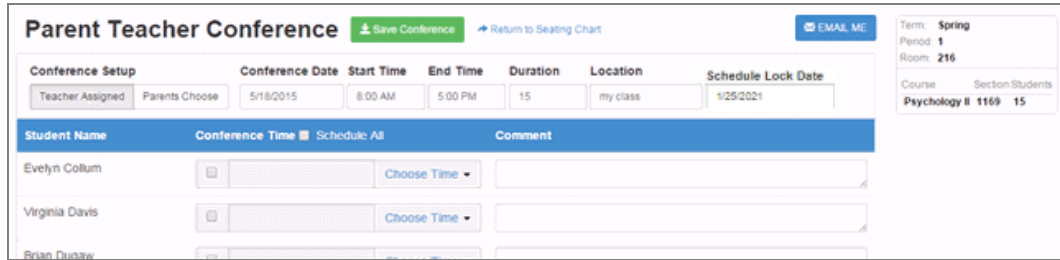 Parent Teacher Conference Save Conference Return to Seating Chart EMAIL ME
Conference Setup Conference Date Start Time End Time Duration Location Schedule Lock Date
Teacher Assigned Parents Choose 5/18/2015 8:00 AM 5:00 PM 15 my class 1/25/2021
Student Name Conference Time Schedule All Comment
Evelyn Collum Choose Time
Virginia Davis Choose Time
Brian Dugaw Choose Time
Term: Spring
Period: 1
Room: 216
Course Section Students
Psychology II 1169 15